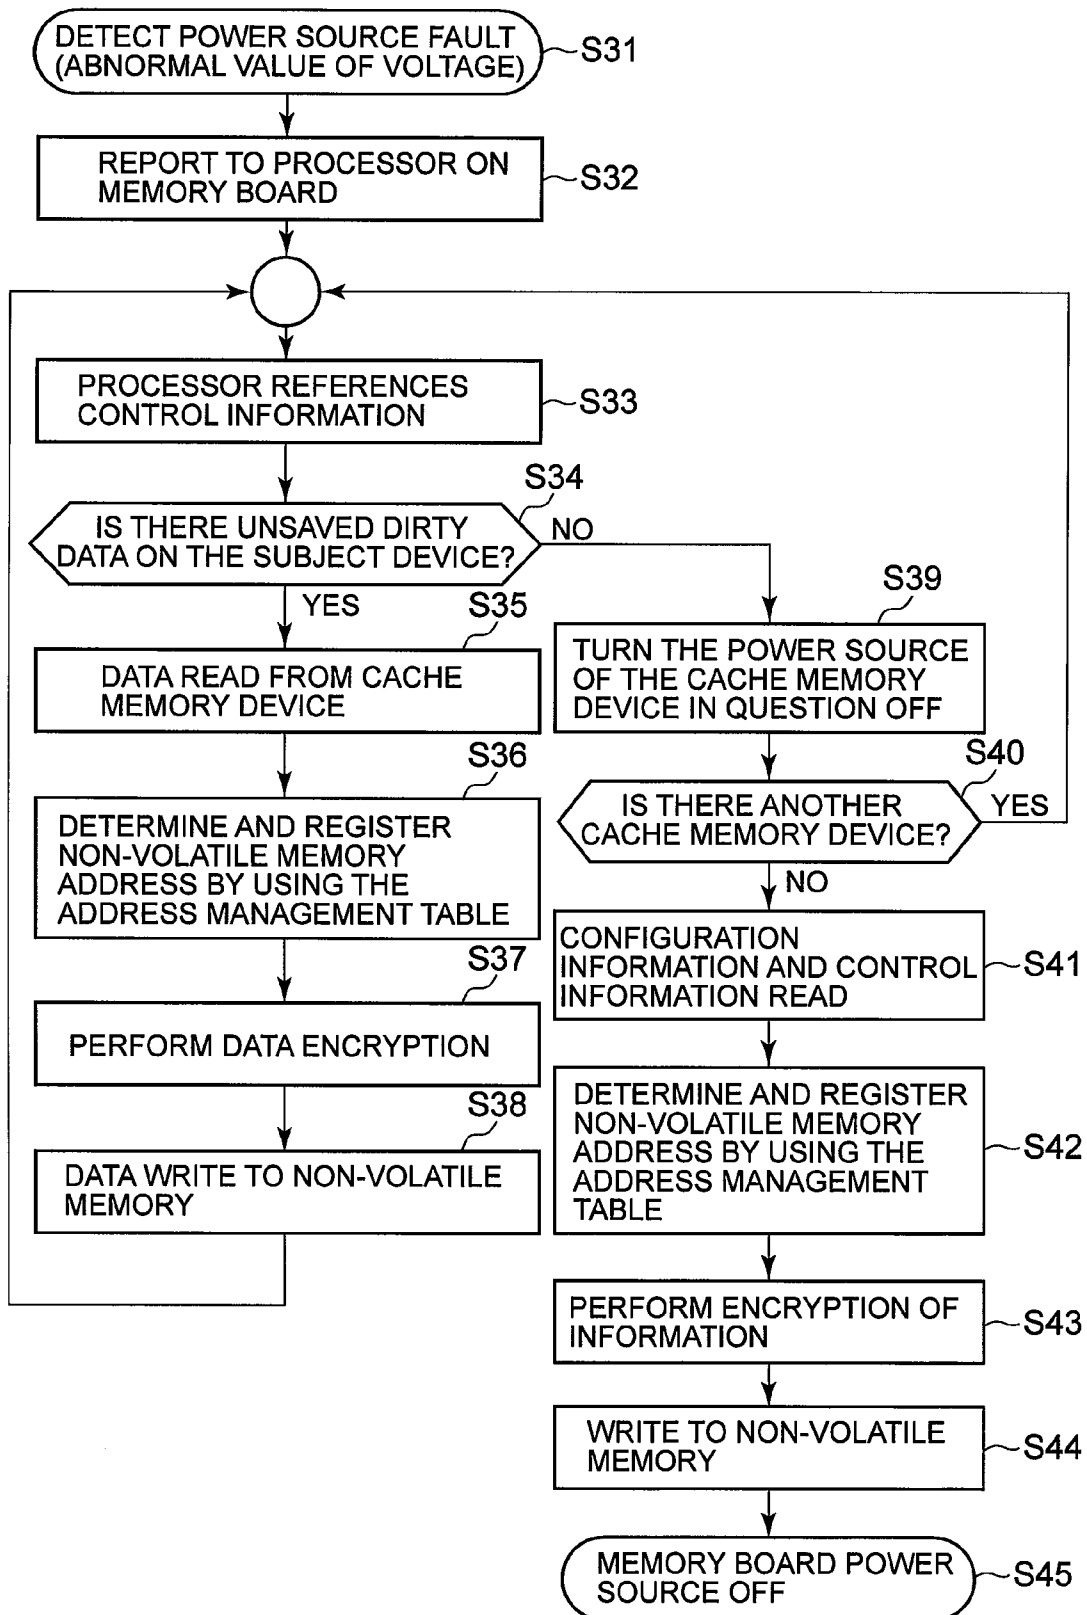 DETECT POWER SOURCE FAULT
(ABNORMAL VALUE OF VOLTAGE)
S31
REPORT TO PROCESSOR ON
MEMORY BOARD
S32
PROCESSOR REFERENCES
CONTROL INFORMATION
S33
S34
IS THERE UNSAVED DIRTY
DATA ON THE SUBJECT DEVICE?
NO
YES
S35
DATA READ FROM CACHE
MEMORY DEVICE
S36
DETERMINE AND REGISTER
NON-VOLATILE MEMORY
ADDRESS BY USING THE
ADDRESS MANAGEMENT TABLE
S37
PERFORM DATA ENCRYPTION
S38
DATA WRITE TO NON-VOLATILE
MEMORY
S39
TURN THE POWER SOURCE
OF THE CACHE MEMORY
DEVICE IN QUESTION OFF
S40
IS THERE ANOTHER
CACHE MEMORY DEVICE?
YES
NO
CONFIGURATION
INFORMATION AND CONTROL
INFORMATION READ
S41
DETERMINE AND REGISTER
NON-VOLATILE MEMORY
ADDRESS BY USING THE
ADDRESS MANAGEMENT
TABLE
S42
PERFORM ENCRYPTION OF
INFORMATION
S43
WRITE TO NON-VOLATILE
MEMORY
S44
MEMORY BOARD POWER
SOURCE OFF
S45